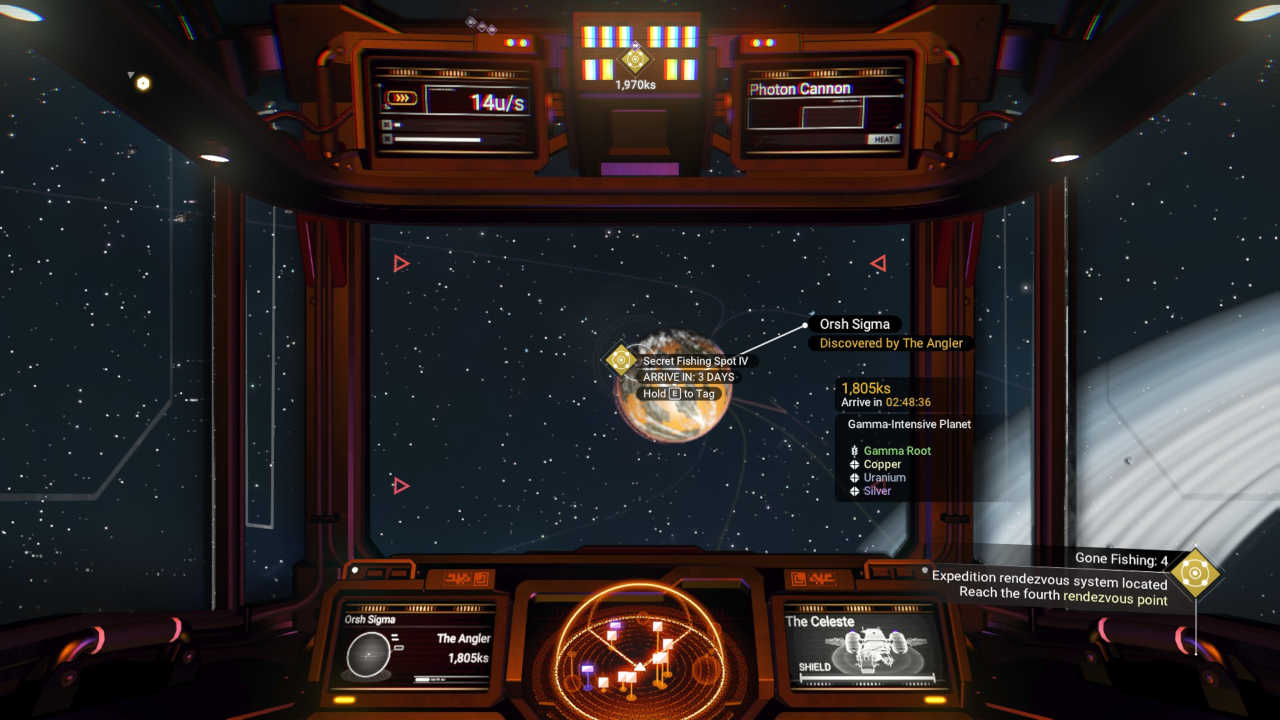 1,970ks
14u/s
Photon Cannon
HEAT
Orsh Sigma
Discovered by The Angler
Secret Fishing Spot IV
ARRIVE IN: 3 DAYS
Hold E to Tag
1,805ks
Arrive in 02:48:36
Gamma-Intensive Planet
Gamma Root
Copper
Uranium
Silver
Gone Fishing: 4
Expedition rendezvous system located
Reach the fourth rendezvous point
Orsh Sigma
The Angler
1,805ks
The Celeste
SHIELD